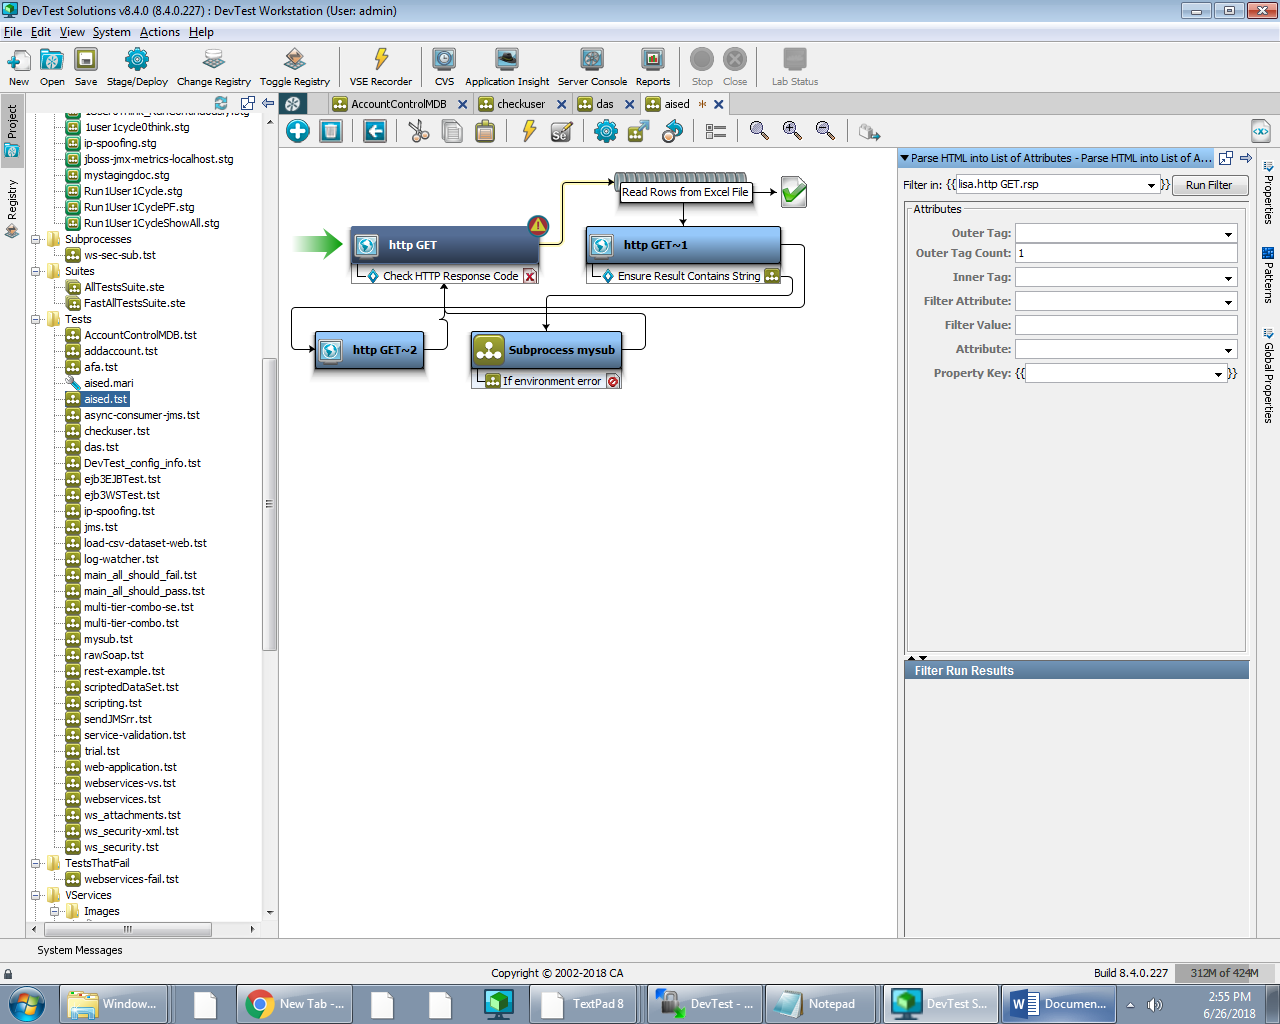 DevTest Solutions v8.4.0 (8.4.0.227) : DevTest Workstation (User: admin)
File Edit View System Actions Help
New Open Save Stage/Deploy Change Registry Toggle Registry VSE Recorder CVS Application Insight Server Console Reports Stop Close Lab Status
AccountControlMDB checkuser das aised
Project
Registry
1user1cycle0think.stg
ip-spoofing.stg
jboss-jmx-metrics-localhost.stg
mystagingdoc.stg
Run1User1Cycle.stg
Run1User1CyclePF.stg
Run1User1CycleShowAll.stg
Subprocesses
ws-sec-sub.tst
Suites
AllTestsSuite.ste
FastAllTestsSuite.ste
Tests
AccountControlMDB.tst
addaccount.tst
afa.tst
aised.mari
aised.tst
async-consumer-jms.tst
checkuser.tst
das.tst
DevTest_config_info.tst
ejb3EJBTest.tst
ejb3WSTest.tst
ip-spoofing.tst
jms.tst
load-csv-dataset-web.tst
log-watcher.tst
main_all_should_fail.tst
main_all_should_pass.tst
multi-tier-combo-se.tst
multi-tier-combo.tst
mysub.tst
rawSoap.tst
rest-example.tst
scriptedDataSet.tst
scripting.tst
sendJMSrr.tst
service-validation.tst
trial.tst
web-application.tst
webservices-vs.tst
webservices.tst
ws_attachments.tst
ws_security-xml.tst
ws_security.tst
TestsThatFail
webservices-fail.tst
VServices
Images
Read Rows from Excel File
http GET
Check HTTP Response Code
http GET~1
Ensure Result Contains String
http GET~2
Subprocess mysub
If environment error
Parse HTML into List of Attributes - Parse HTML into List of A...
Filter in: {{lisa.http GET.rsp}} Run Filter
Attributes
Outer Tag:
Outer Tag Count: 1
Inner Tag:
Filter Attribute:
Filter Value:
Attribute:
Property Key: {{ }}
Filter Run Results
Properties
Patterns
Global Properties
System Messages
Copyright © 2002-2018 CA
Build 8.4.0.227 312M of 424M
Window... New Tab -... TextPad 8 DevTest - ... Notepad DevTest S... Documen...
2:55 PM
6/26/2018